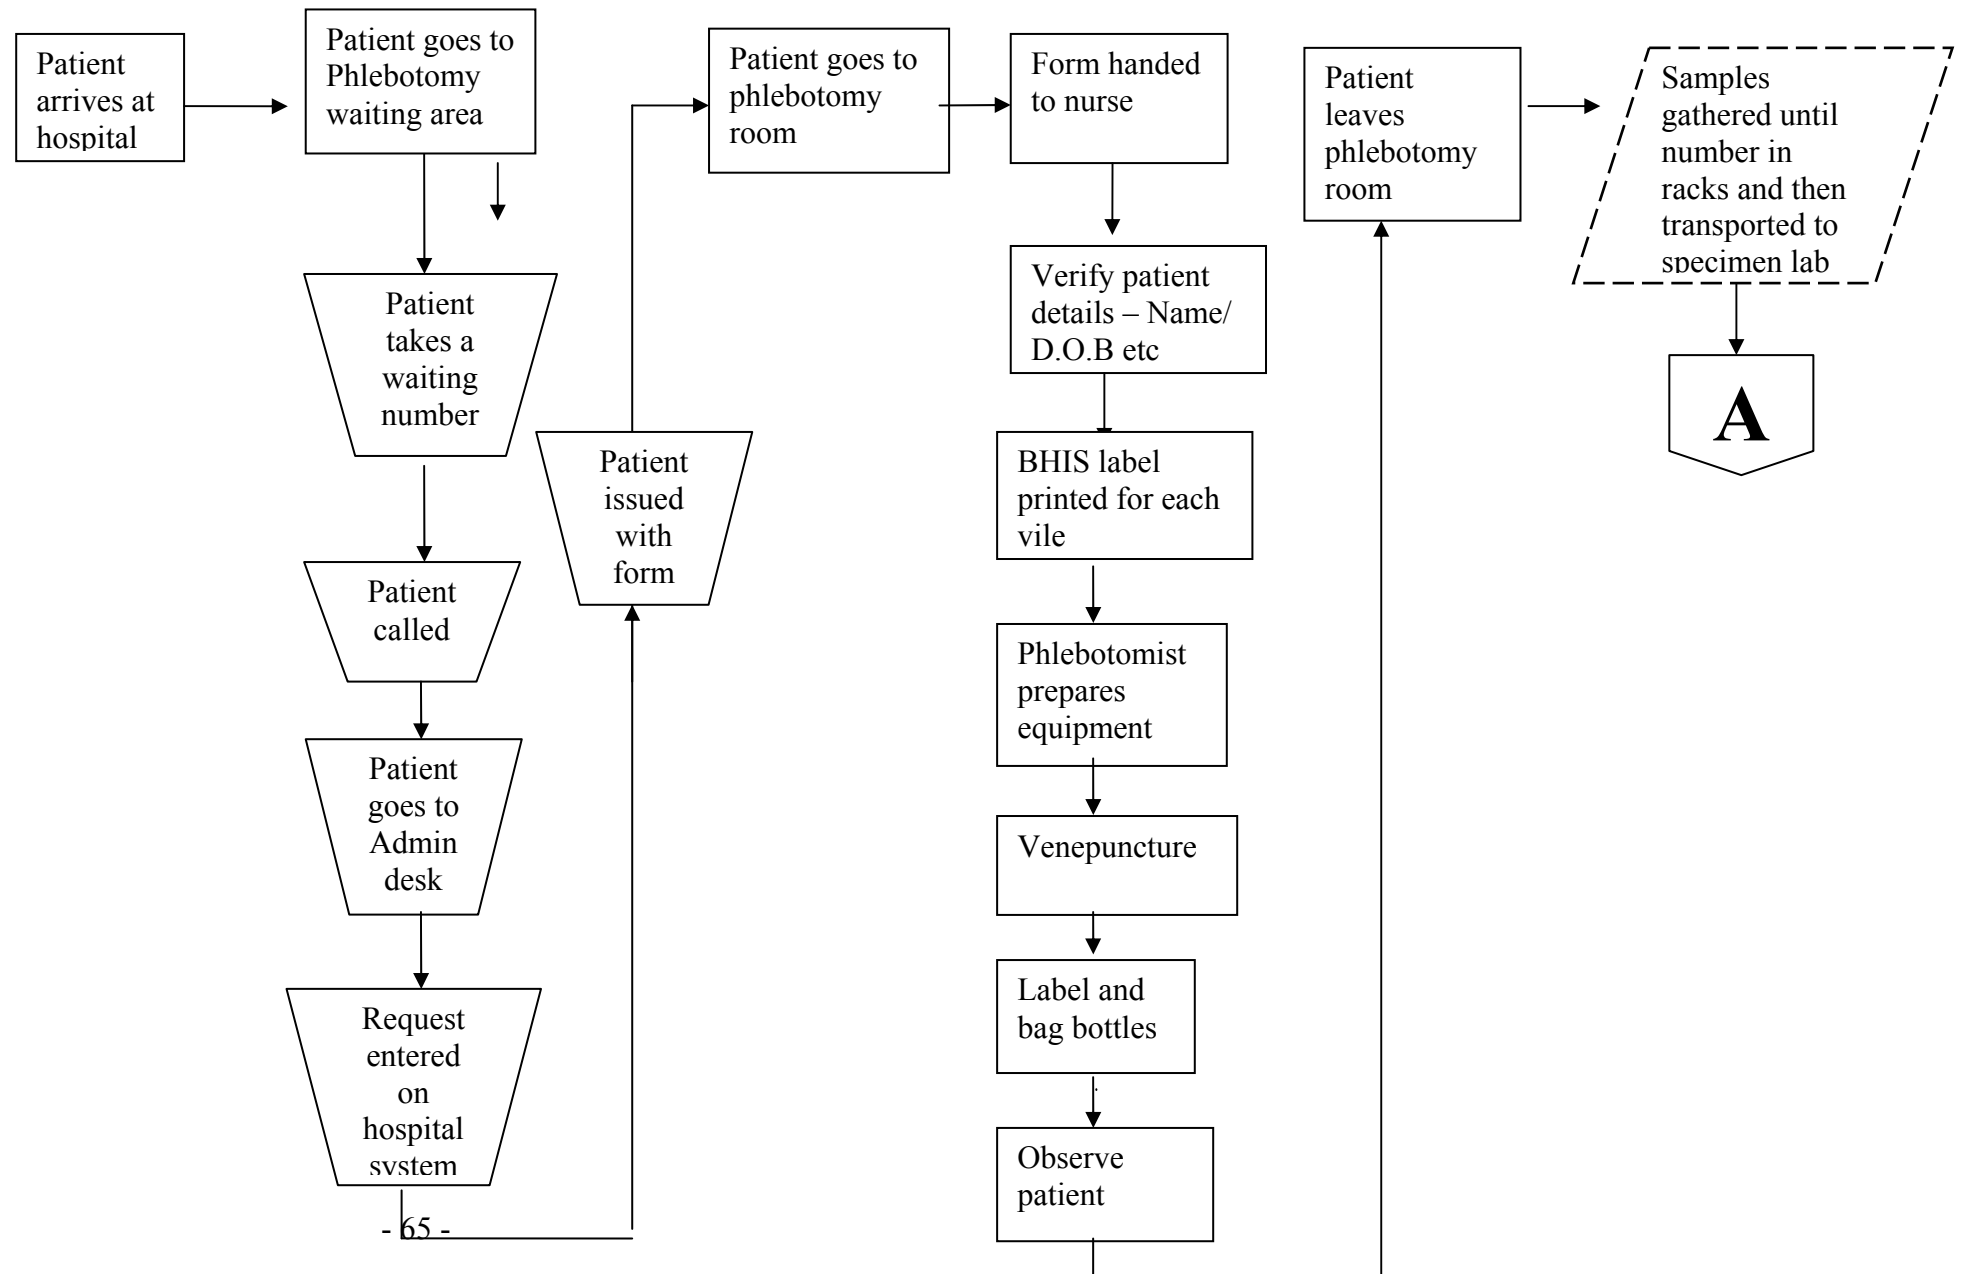 Patient
arrives at
hospital
Patient goes to
Phlebotomy
waiting area
Patient
takes a
waiting
number
Patient
called
Patient
goes to
Admin
desk
Request
entered
on
hospital
system
Patient
issued
with
form
Patient goes to
phlebotomy
room
Form handed
to nurse
Verify patient
details – Name/
D.O.B etc
BHIS label
printed for each
vile
Phlebotomist
prepares
equipment
Venepuncture
Label and
bag bottles
Observe
patient
Patient
leaves
phlebotomy
room
Samples
gathered until
number in
racks and then
transported to
specimen lab
A
- 65 -